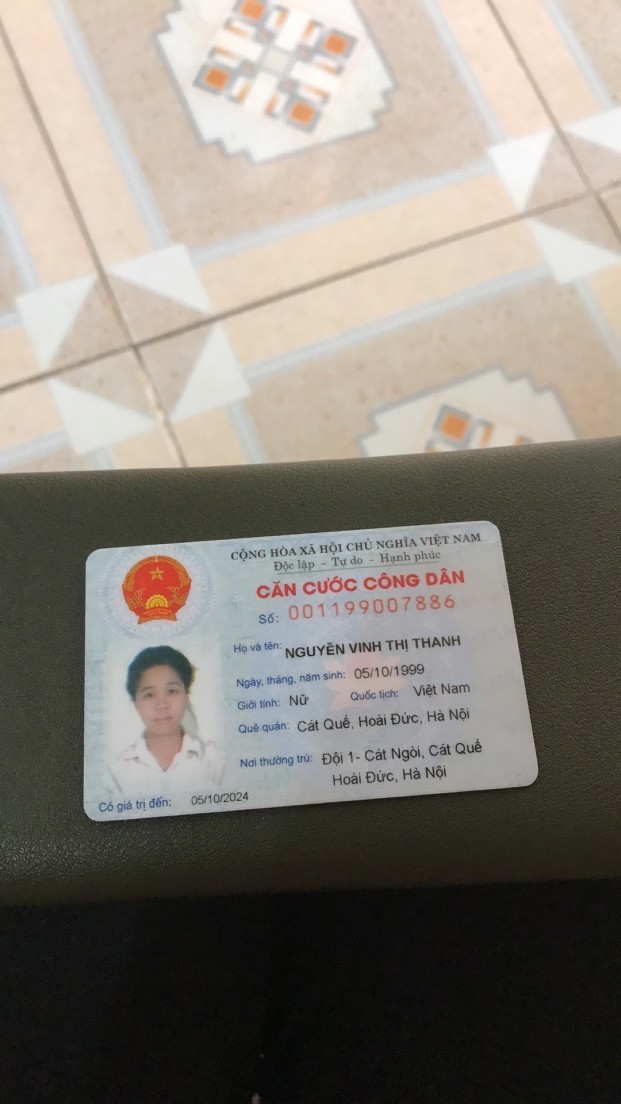 CỘNG HÒA XÃ HỘI CHỦ NGHĨA VIỆT NAM
Độc lập - Tự do - Hạnh phúc
CĂN CƯỚC CÔNG DÂN
Số: 001199007886
Họ và tên: NGUYỄN VINH THỊ THANH
Ngày, tháng, năm sinh: 05/10/1999
Giới tính: Nữ Quốc tịch: Việt Nam
Quê quán: Cát Quế, Hoài Đức, Hà Nội
Nơi thường trú: Đội 1- Cát Ngòi, Cát Quế
Hoài Đức, Hà Nội
Có giá trị đến: 05/10/2024